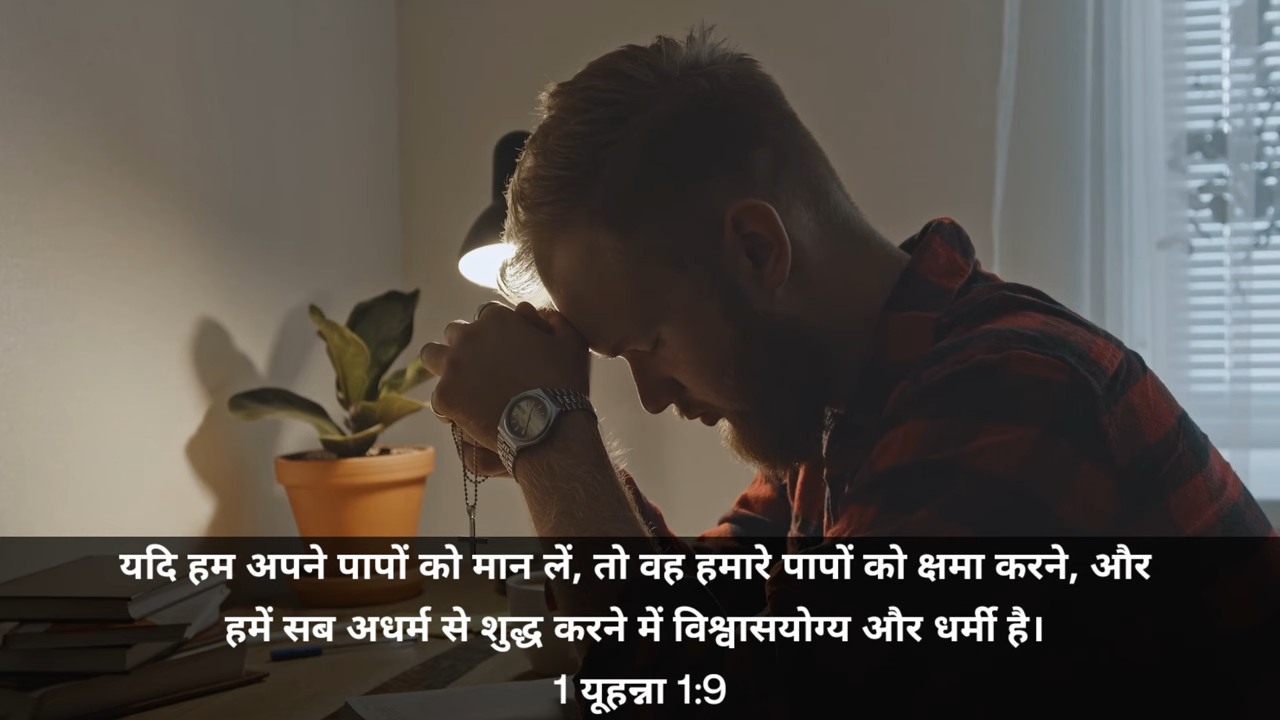 यदि हम अपने पापों को मान लें, तो वह हमारे पापों को क्षमा करने, और
हमें सब अधर्म से शुद्ध करने में विश्वासयोग्य और धर्मी है।
1 यूहन्ना 1:9